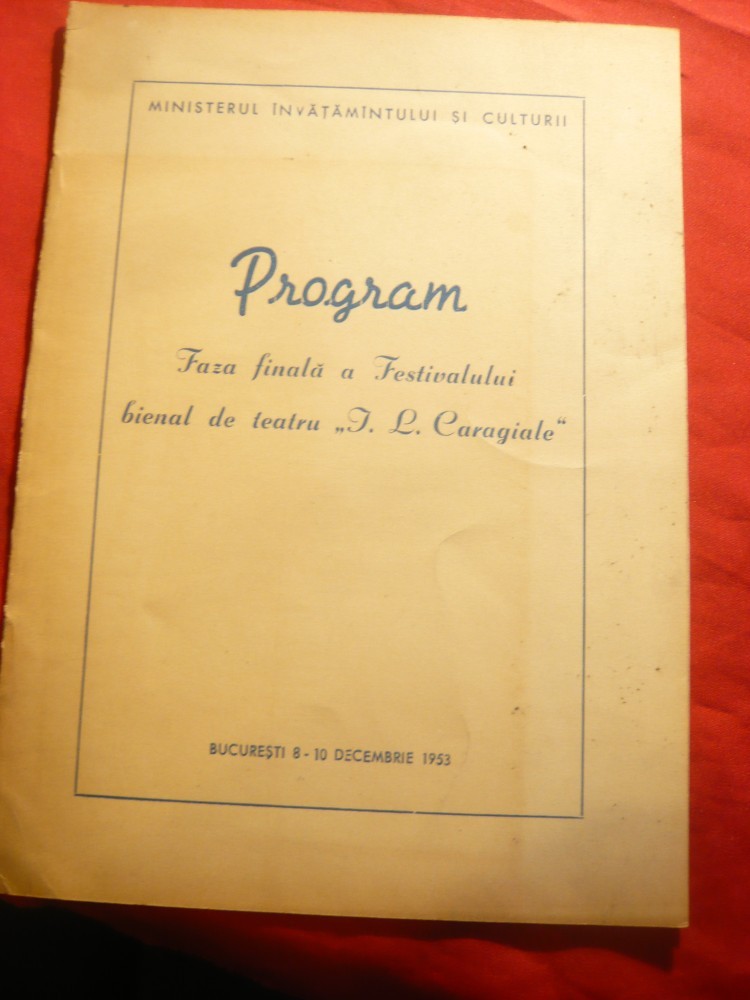 MINISTERUL ÎNVĂȚĂMÎNTULUI ȘI CULTURII
Program
Faza finală a Festivalului
bienal de teatru „I. L. Caragiale“
BUCUREȘTI 8 - 10 DECEMBRIE 1953